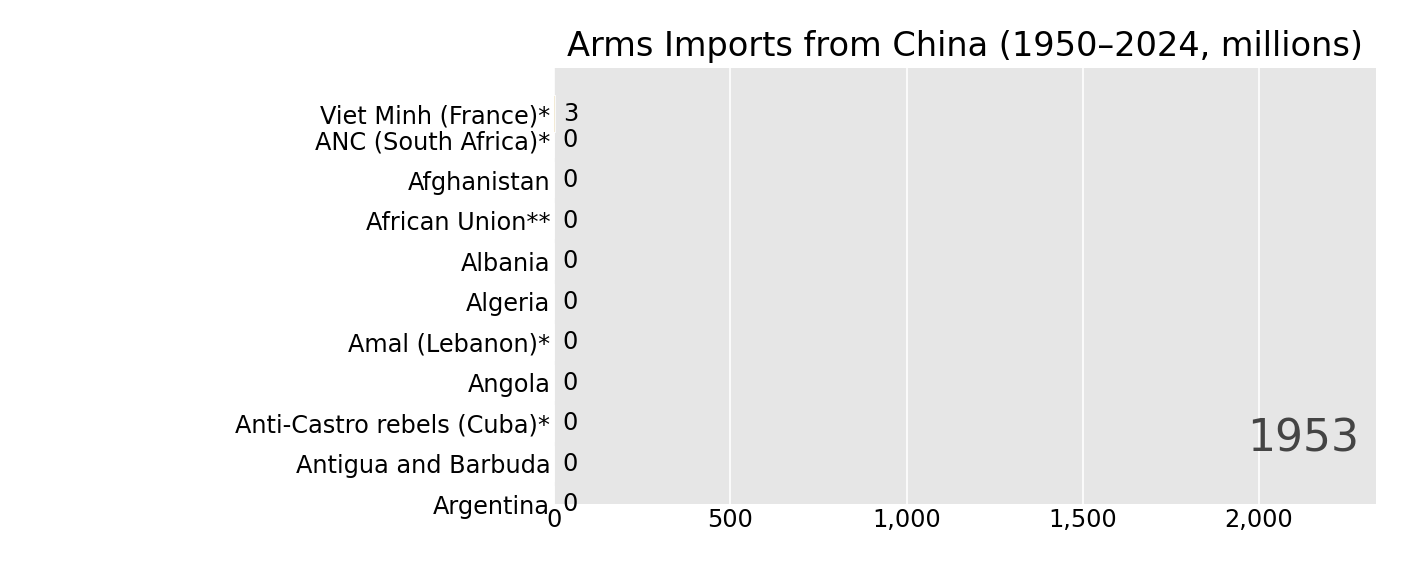 Arms Imports from China (1950–2024, millions)
Viet Minh (France)* 3
ANC (South Africa)* 0
Afghanistan 0
African Union** 0
Albania 0
Algeria 0
Amal (Lebanon)* 0
Angola 0
Anti-Castro rebels (Cuba)* 0
1953
Antigua and Barbuda 0
Argentina 0
0 500 1,000 1,500 2,000